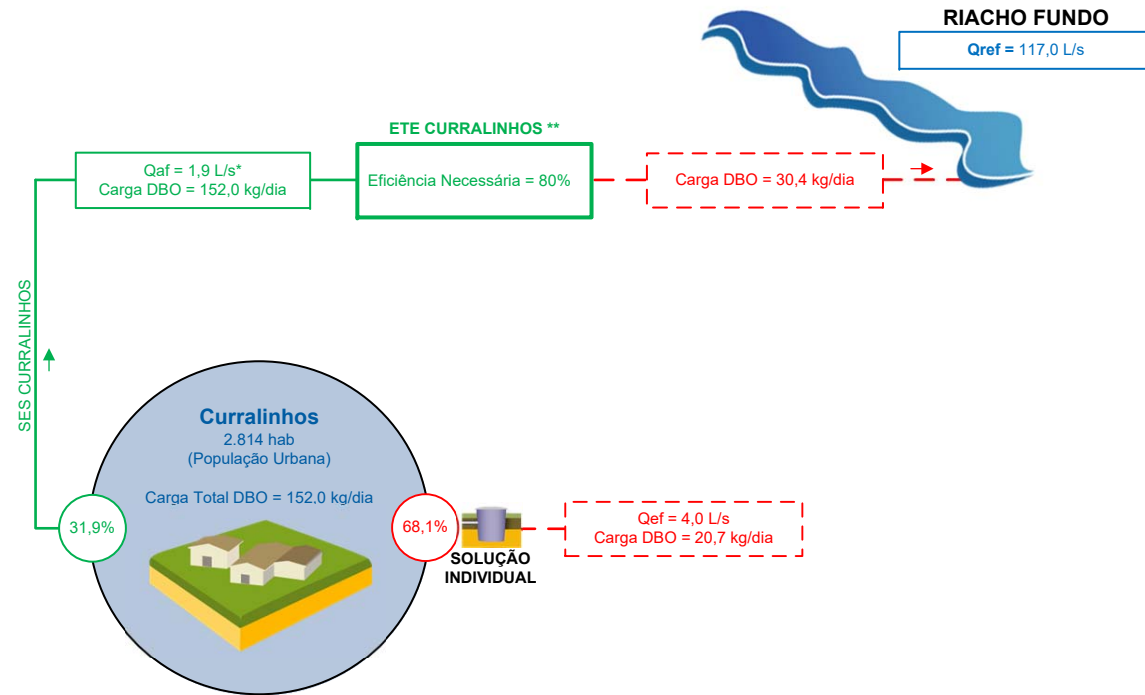 RIACHO FUNDO
Qref = 117,0 L/s
ETE CURRALINHOS **
Qaf = 1,9 L/s*
Carga DBO = 152,0 kg/dia
Eficiência Necessária = 80%
Carga DBO = 30,4 kg/dia
SES CURRALINHOS
Curralinhos
2.814 hab
(População Urbana)
Carga Total DBO = 152,0 kg/dia
31,9%
68,1%
SOLUÇÃO
INDIVIDUAL
Qef = 4,0 L/s
Carga DBO = 20,7 kg/dia